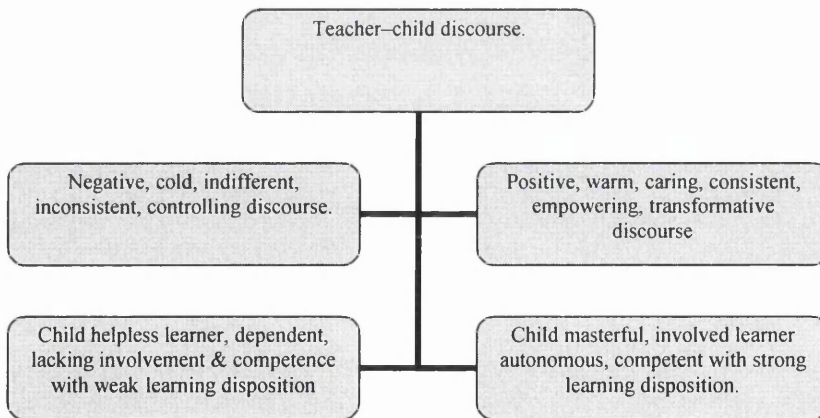 Teacher–child discourse.
Negative, cold, indifferent,
inconsistent, controlling discourse.
Positive, warm, caring, consistent,
empowering, transformative
discourse
Child helpless learner, dependent,
lacking involvement & competence
with weak learning disposition
Child masterful, involved learner
autonomous, competent with strong
learning disposition.